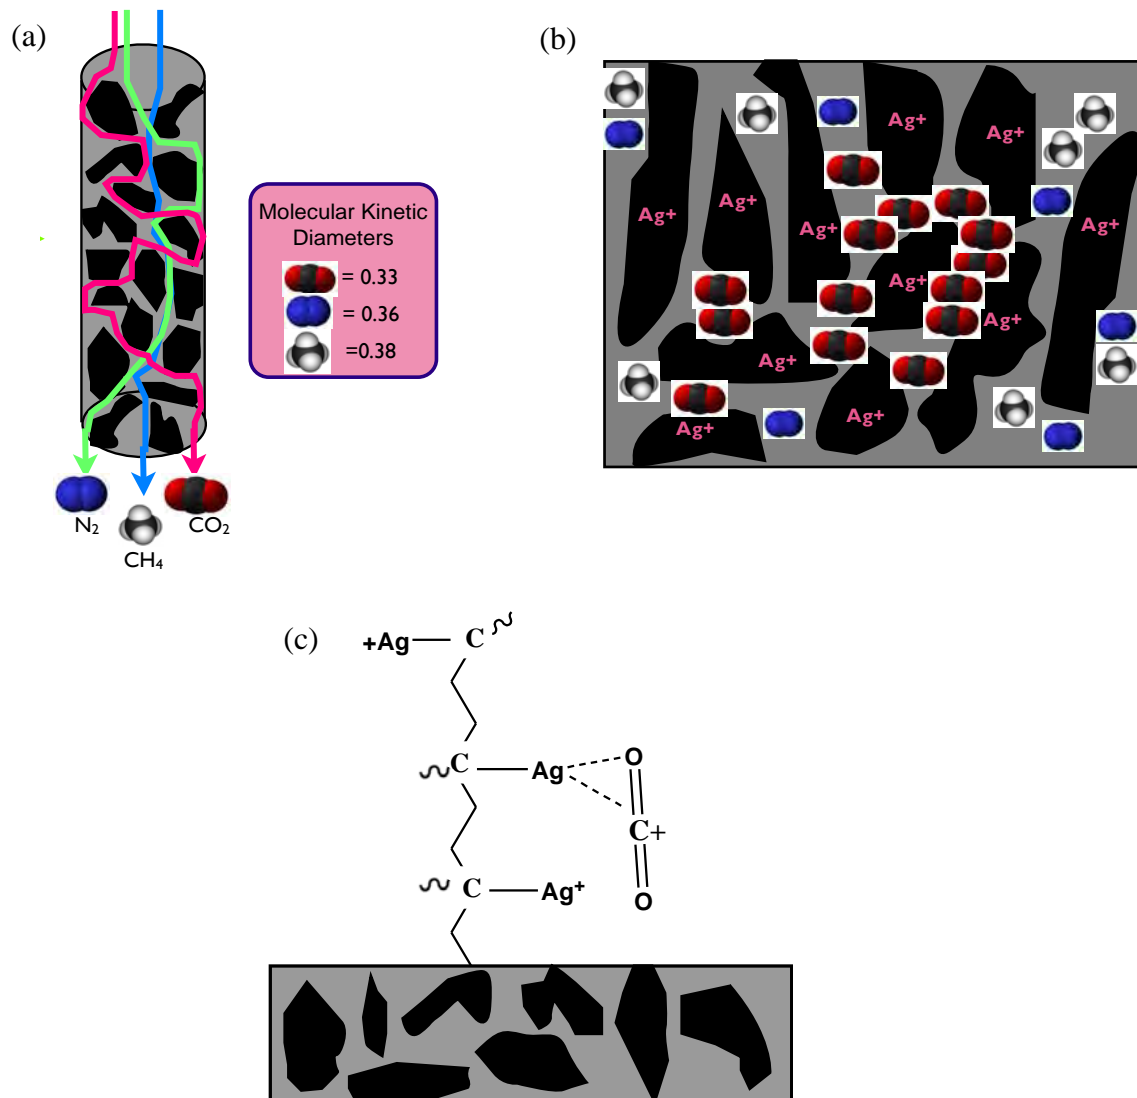 (a)
Molecular Kinetic
Diameters
= 0.33
= 0.36
=0.38
N₂
CH₄
CO₂
(b)
Ag+
Ag+
Ag+
Ag+
Ag+
Ag+
Ag+
Ag+
Ag+
Ag+
Ag+
(c)
+Ag C
C Ag O
C+
C Ag⁺ O